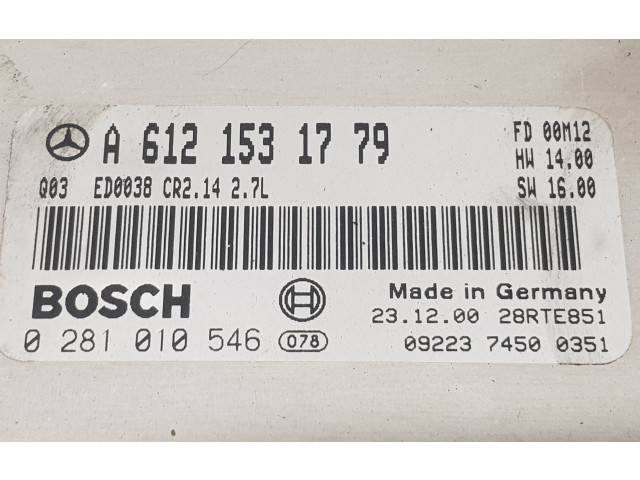 A 612 153 17 79
FD 00M12
HW 14.00
Q03 ED0038 CR2.14 2.7L
SW 16.00
BOSCH
Made in Germany
23.12.00 28RTE851
0 281 010 546 078
09223 7450 0351